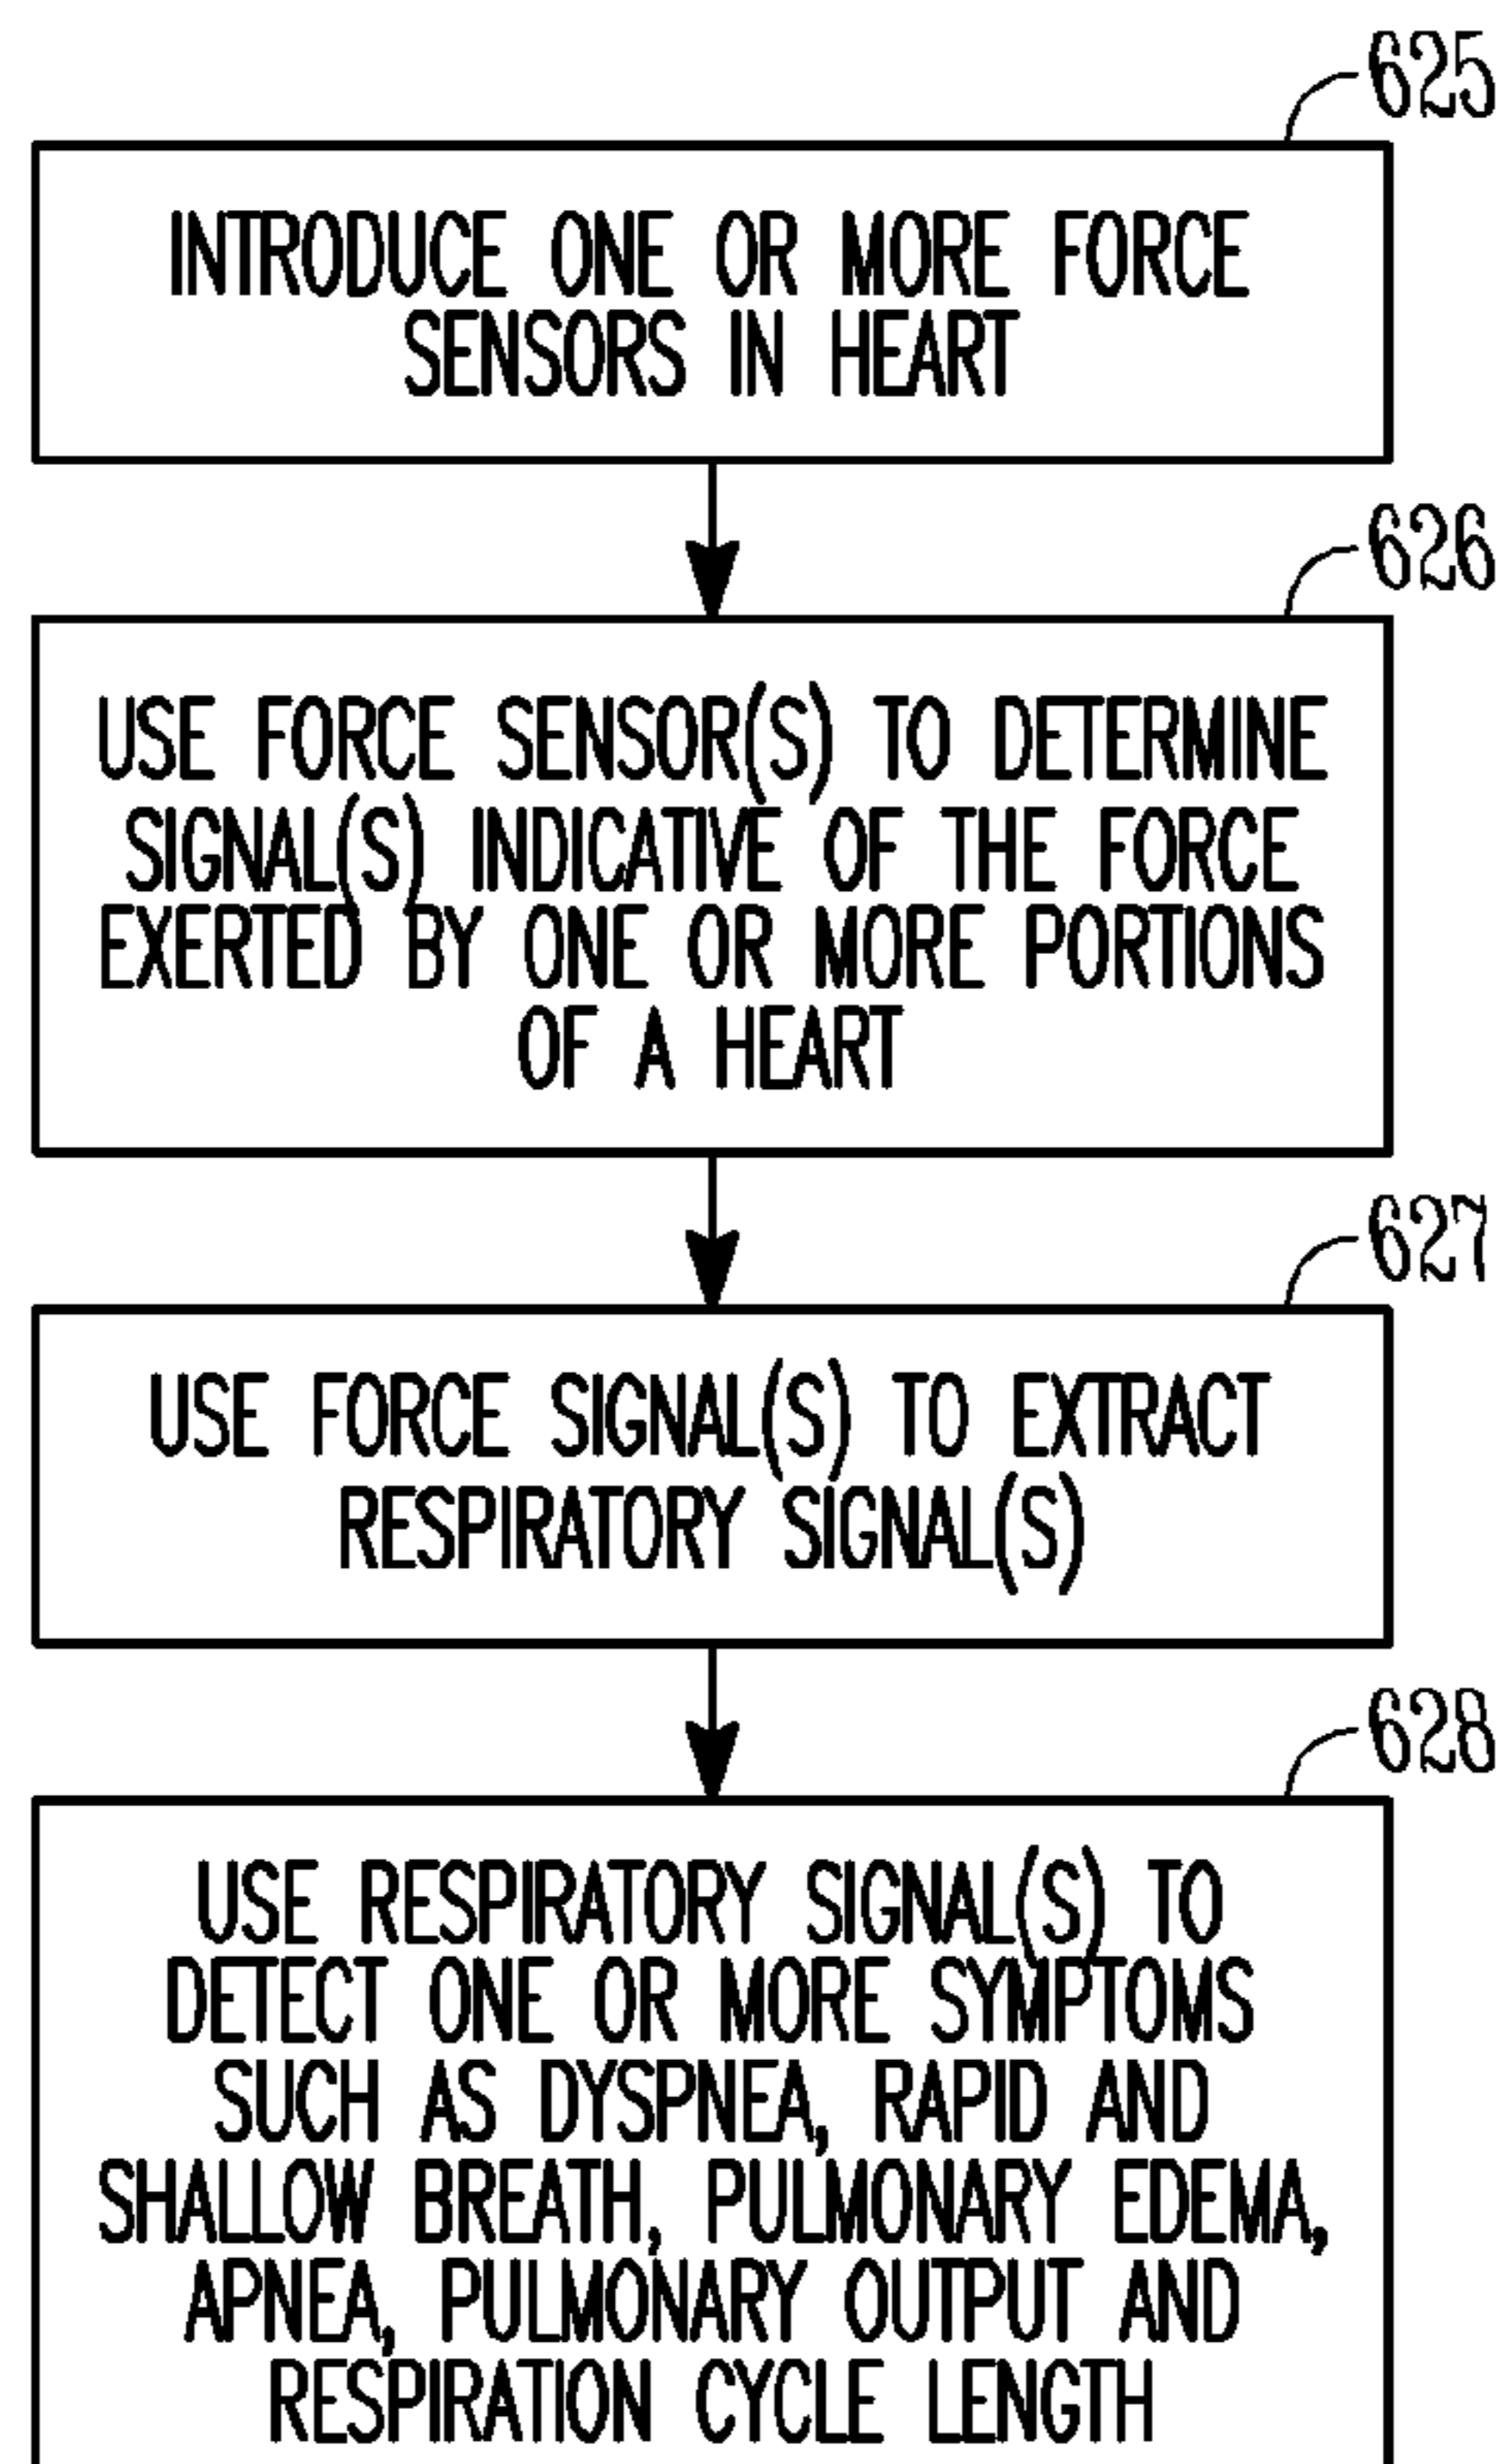 625
INTRODUCE ONE OR MORE FORCE
SENSORS IN HEART
626
USE FORCE SENSOR(S) TO DETERMINE
SIGNAL(S) INDICATIVE OF THE FORCE
EXERTED BY ONE OR MORE PORTIONS
OF A HEART
627
USE FORCE SIGNAL(S) TO EXTRACT
RESPIRATORY SIGNAL(S)
628
USE RESPIRATORY SIGNAL(S) TO
DETECT ONE OR MORE SYMPTOMS
SUCH AS DYSPNEA, RAPID AND
SHALLOW BREATH, PULMONARY EDEMA,
APNEA, PULMONARY OUTPUT AND
RESPIRATION CYCLE LENGTH